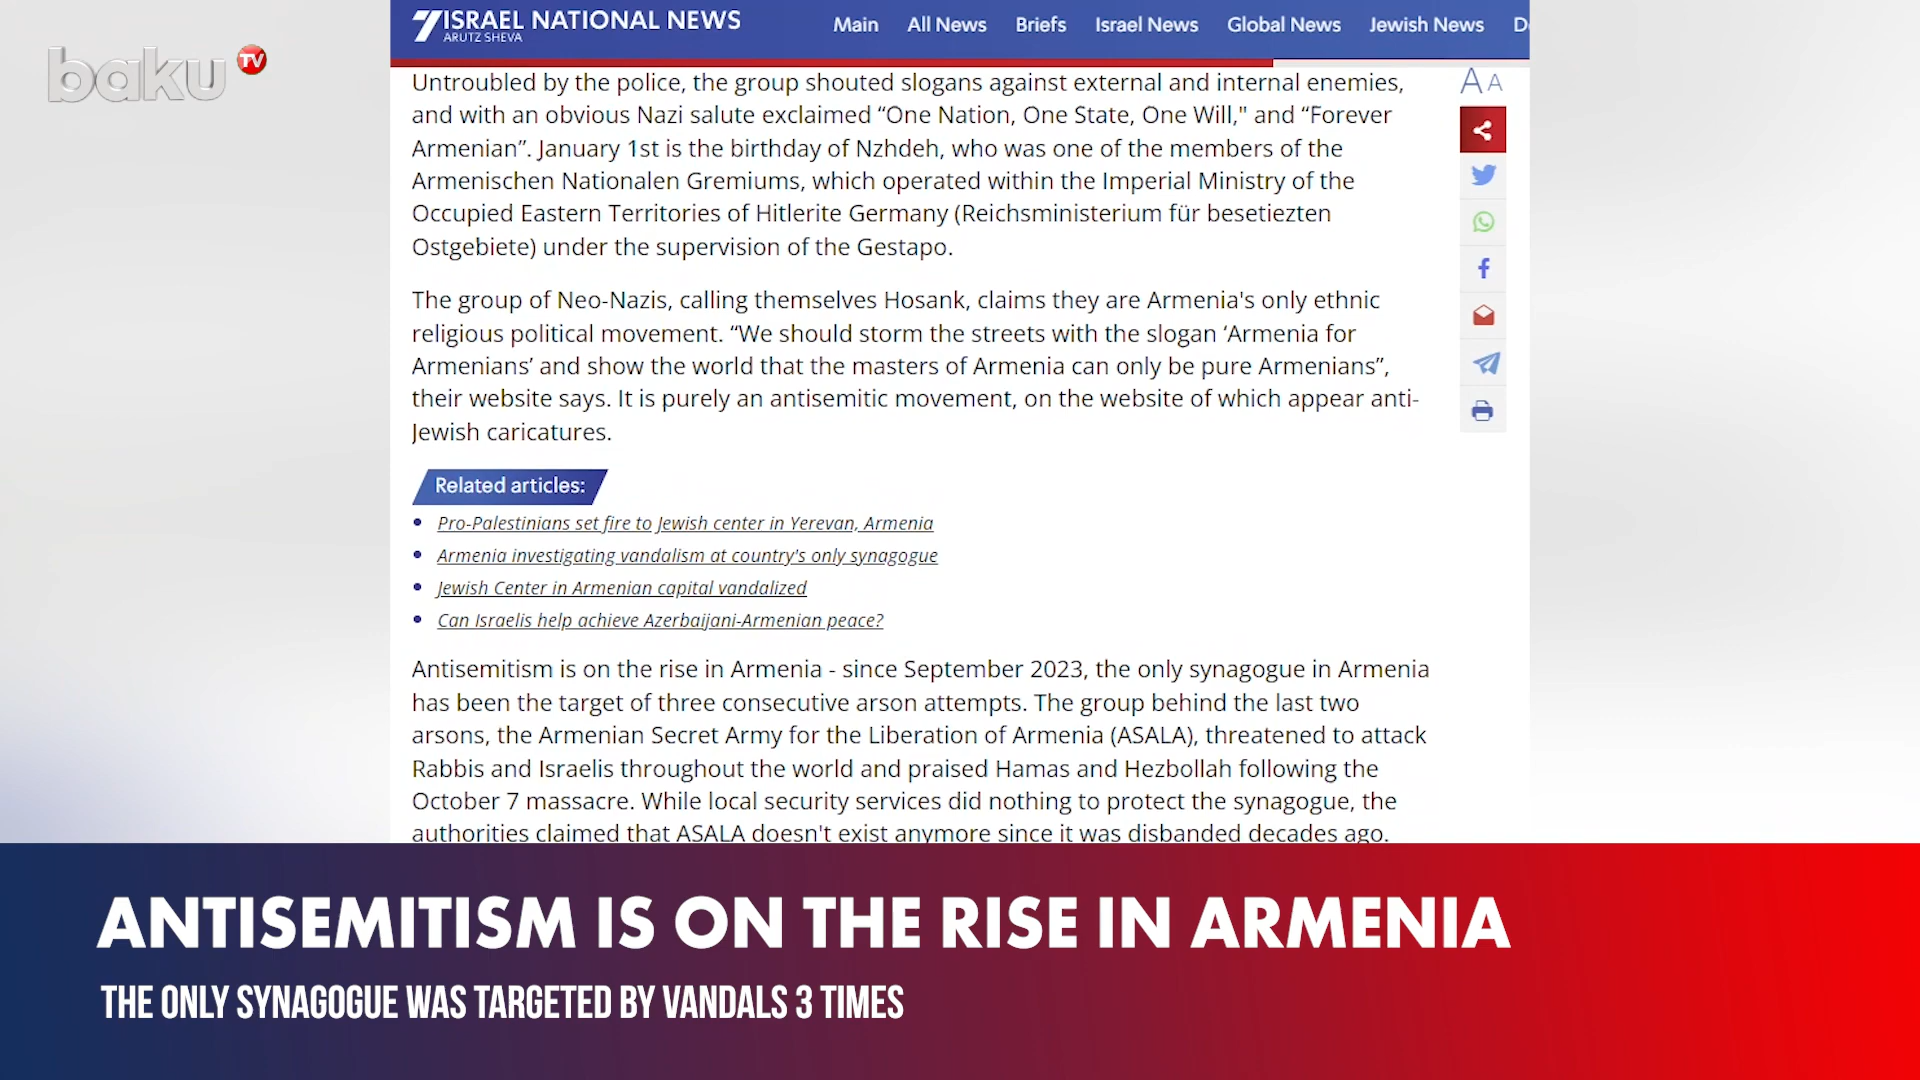 baku TV
7 ISRAEL NATIONAL NEWS
ARUTZ SHEVA
Main All News Briefs Israel News Global News Jewish News
Untroubled by the police, the group shouted slogans against external and internal enemies,
and with an obvious Nazi salute exclaimed “One Nation, One State, One Will," and “Forever
Armenian”. January 1st is the birthday of Nzhdeh, who was one of the members of the
Armenischen Nationalen Gremiums, which operated within the Imperial Ministry of the
Occupied Eastern Territories of Hitlerite Germany (Reichsministerium für besetiezten
Ostgebiete) under the supervision of the Gestapo.
The group of Neo-Nazis, calling themselves Hosank, claims they are Armenia's only ethnic
religious political movement. “We should storm the streets with the slogan ‘Armenia for
Armenians’ and show the world that the masters of Armenia can only be pure Armenians”,
their website says. It is purely an antisemitic movement, on the website of which appear anti-
Jewish caricatures.
Related articles:
Pro-Palestinians set fire to Jewish center in Yerevan, Armenia
Armenia investigating vandalism at country's only synagogue
Jewish Center in Armenian capital vandalized
Can Israelis help achieve Azerbaijani-Armenian peace?
Antisemitism is on the rise in Armenia - since September 2023, the only synagogue in Armenia
has been the target of three consecutive arson attempts. The group behind the last two
arsons, the Armenian Secret Army for the Liberation of Armenia (ASALA), threatened to attack
Rabbis and Israelis throughout the world and praised Hamas and Hezbollah following the
October 7 massacre. While local security services did nothing to protect the synagogue, the
authorities claimed that ASALA doesn't exist anymore since it was disbanded decades ago.
A A
ANTISEMITISM IS ON THE RISE IN ARMENIA
THE ONLY SYNAGOGUE WAS TARGETED BY VANDALS 3 TIMES